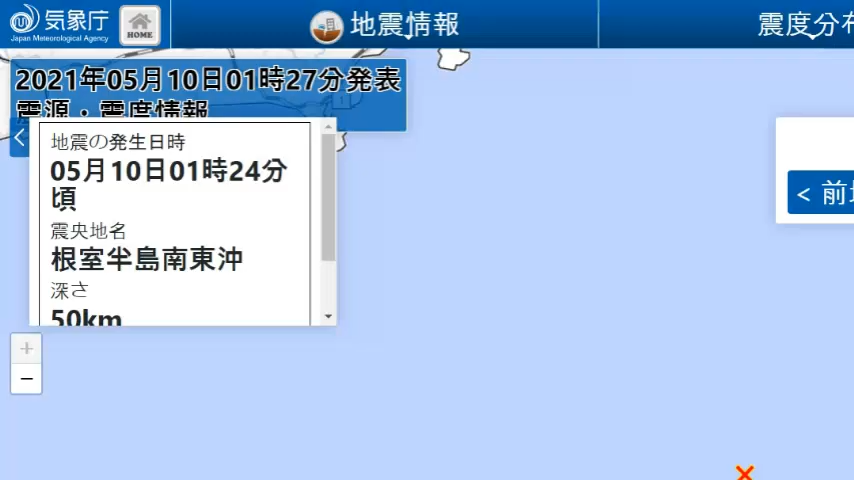 気象庁
Japan Meteorological Agency
HOME
地震情報
震度分布
2021年05月10日01時27分発表
震源・震度情報
地震の発生日時
05月10日01時24分
頃
震央地名
根室半島南東沖
深さ
50km
< 前
+
−